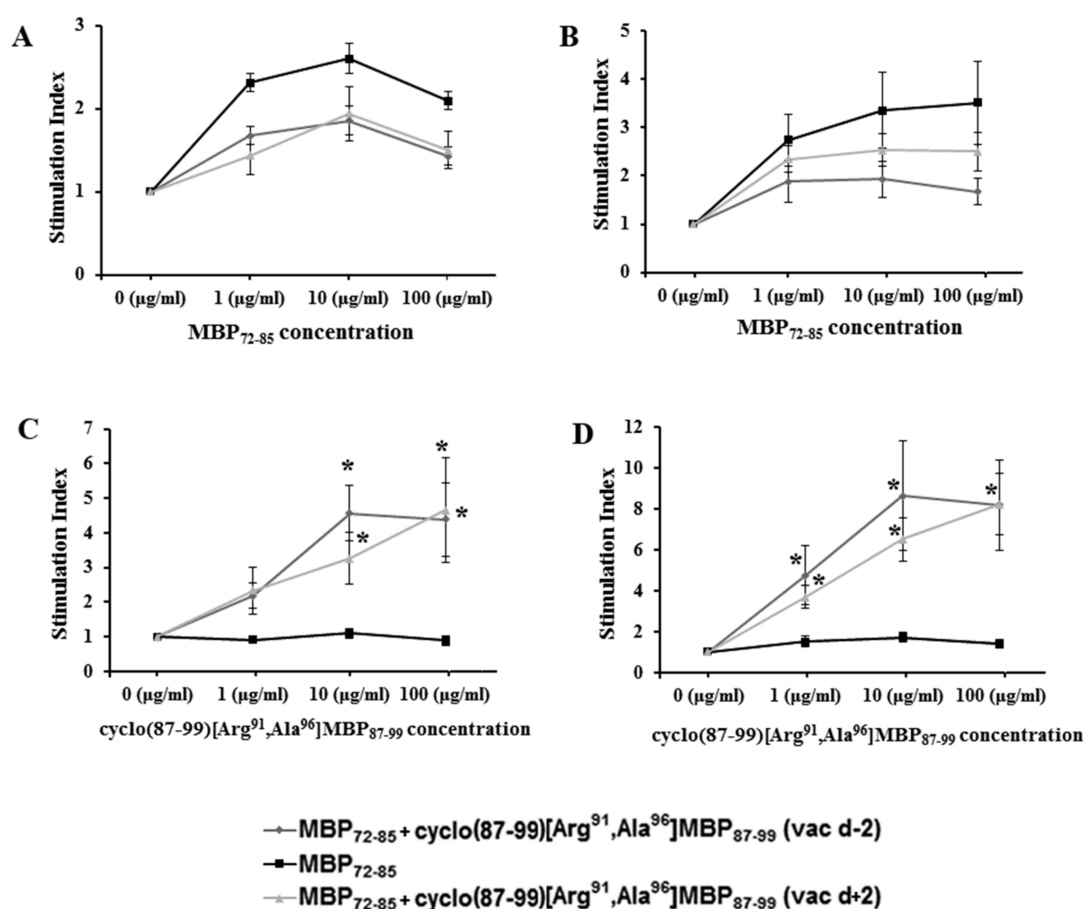 A
Stimulation Index
3
2
1
0
0 (µg/ml) 1 (µg/ml) 10 (µg/ml) 100 (µg/ml)
MBP72-85 concentration
B
Stimulation Index
5
4
3
2
1
0
0 (µg/ml) 1 (µg/ml) 10 (µg/ml) 100 (µg/ml)
MBP72-85 concentration
C
Stimulation Index
7
6
5
4
3
2
1
0
* * * *
0 (µg/ml) 1 (µg/ml) 10 (µg/ml) 100 (µg/ml)
cyclo(87-99)[Arg91,Ala96]MBP87-99 concentration
D
Stimulation Index
12
10
8
6
4
2
0
* * * * *
0 (µg/ml) 1 (µg/ml) 10 (µg/ml) 100 (µg/ml)
cyclo(87-99)[Arg91,Ala96]MBP87-99 concentration
MBP72-85 + cyclo(87-99)[Arg91,Ala96]MBP87-99 (vac d-2)
MBP72-85
MBP72-85 + cyclo(87-99)[Arg91,Ala96]MBP87-99 (vac d+2)